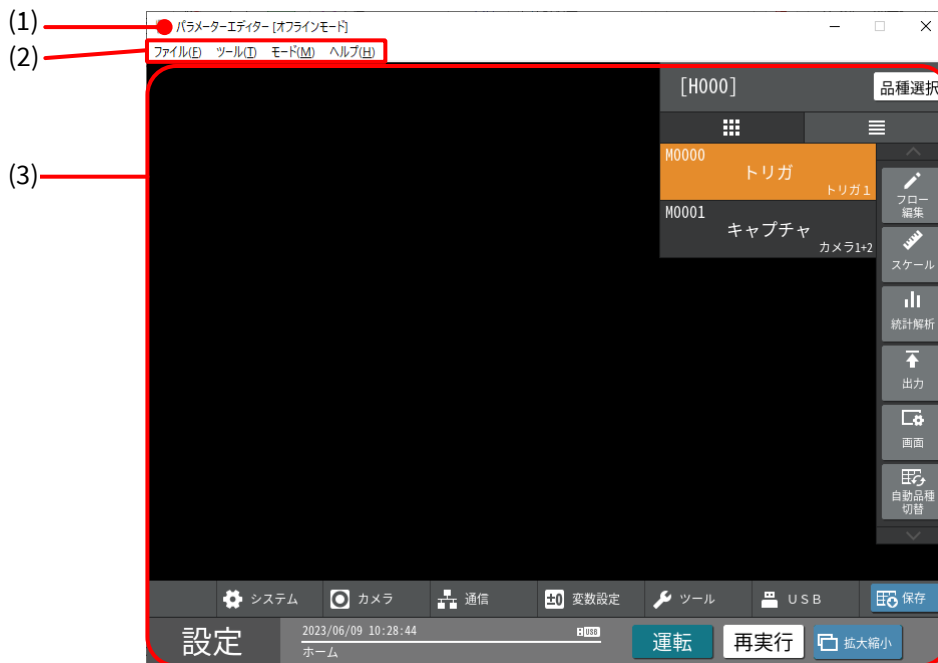 (1)
パラメーターエディター [オフラインモード]
(2)
ファイル(F) ツール(T) モード(M) ヘルプ(H)
(3)
[H000]
品種選択
M0000
トリガ
トリガ1
M0001
キャプチャ
カメラ1+2
フロー
編集
スケール
統計解析
出力
画面
自動品種
切替
システム カメラ 通信 ±0 変数設定 ツール USB 保存
設定
2023/06/09 10:28:44
USB
ホーム
運転 再実行 拡大縮小